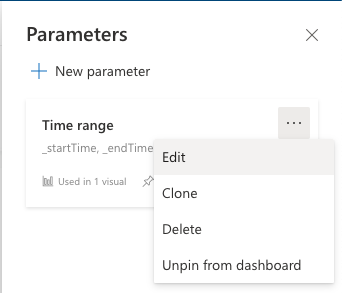 Parameters
New parameter
Time range
_startTime, _endTime
Used in 1 visual
Edit
Clone
Delete
Unpin from dashboard